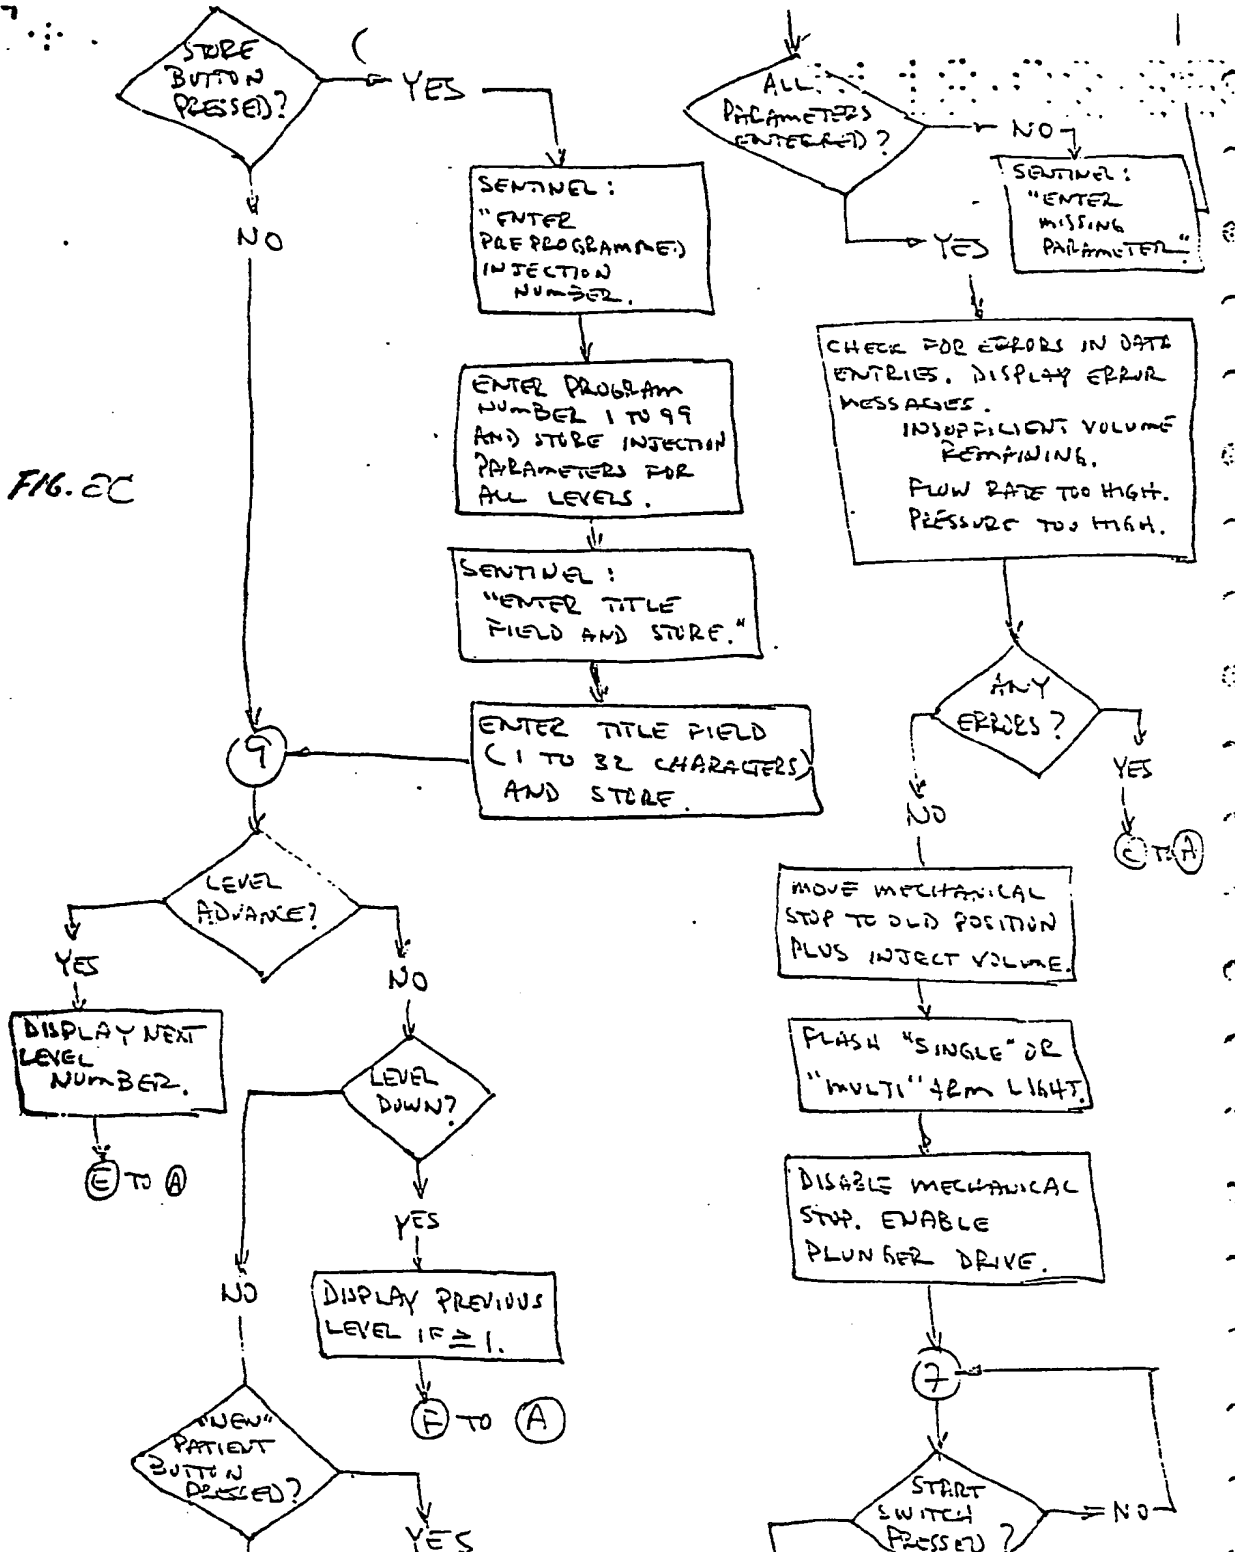 STORE
BUTTON
PRESSED?
YES
NO
SENTINEL:
"ENTER
PREPROGRAMMED
INJECTION
NUMBER.
ENTER PROGRAM
NUMBER 1 TO 99
AND STORE INJECTION
PARAMETERS FOR
ALL LEVELS.
SENTINEL:
"ENTER TITLE
FIELD AND STORE."
ENTER TITLE FIELD
(1 TO 32 CHARACTERS)
AND STORE.
FIG. 2C
9
LEVEL
ADVANCE?
YES
NO
DISPLAY NEXT
LEVEL
NUMBER.
E TO A
LEVEL
DOWN?
YES
NO
DISPLAY PREVIOUS
LEVEL IF ≥ 1.
F TO A
"NEW"
PATIENT
BUTTON
PRESSED?
YES
ALL
PARAMETERS
ENTERED?
NO
SENTINEL:
"ENTER
MISSING
PARAMETER"
YES
CHECK FOR ERRORS IN DATA
ENTRIES. DISPLAY ERROR
MESSAGES.
INSUFFICIENT VOLUME
REMAINING.
FLOW RATE TOO HIGH.
PRESSURE TOO HIGH.
ANY
ERRORS?
YES
C TO A
NO
MOVE MECHANICAL
STOP TO OLD POSITION
PLUS INJECT VOLUME.
FLASH "SINGLE" OR
"MULTI" ARM LIGHT.
DISABLE MECHANICAL
STOP. ENABLE
PLUNGER DRIVE.
7
START
SWITCH
PRESSED?
NO